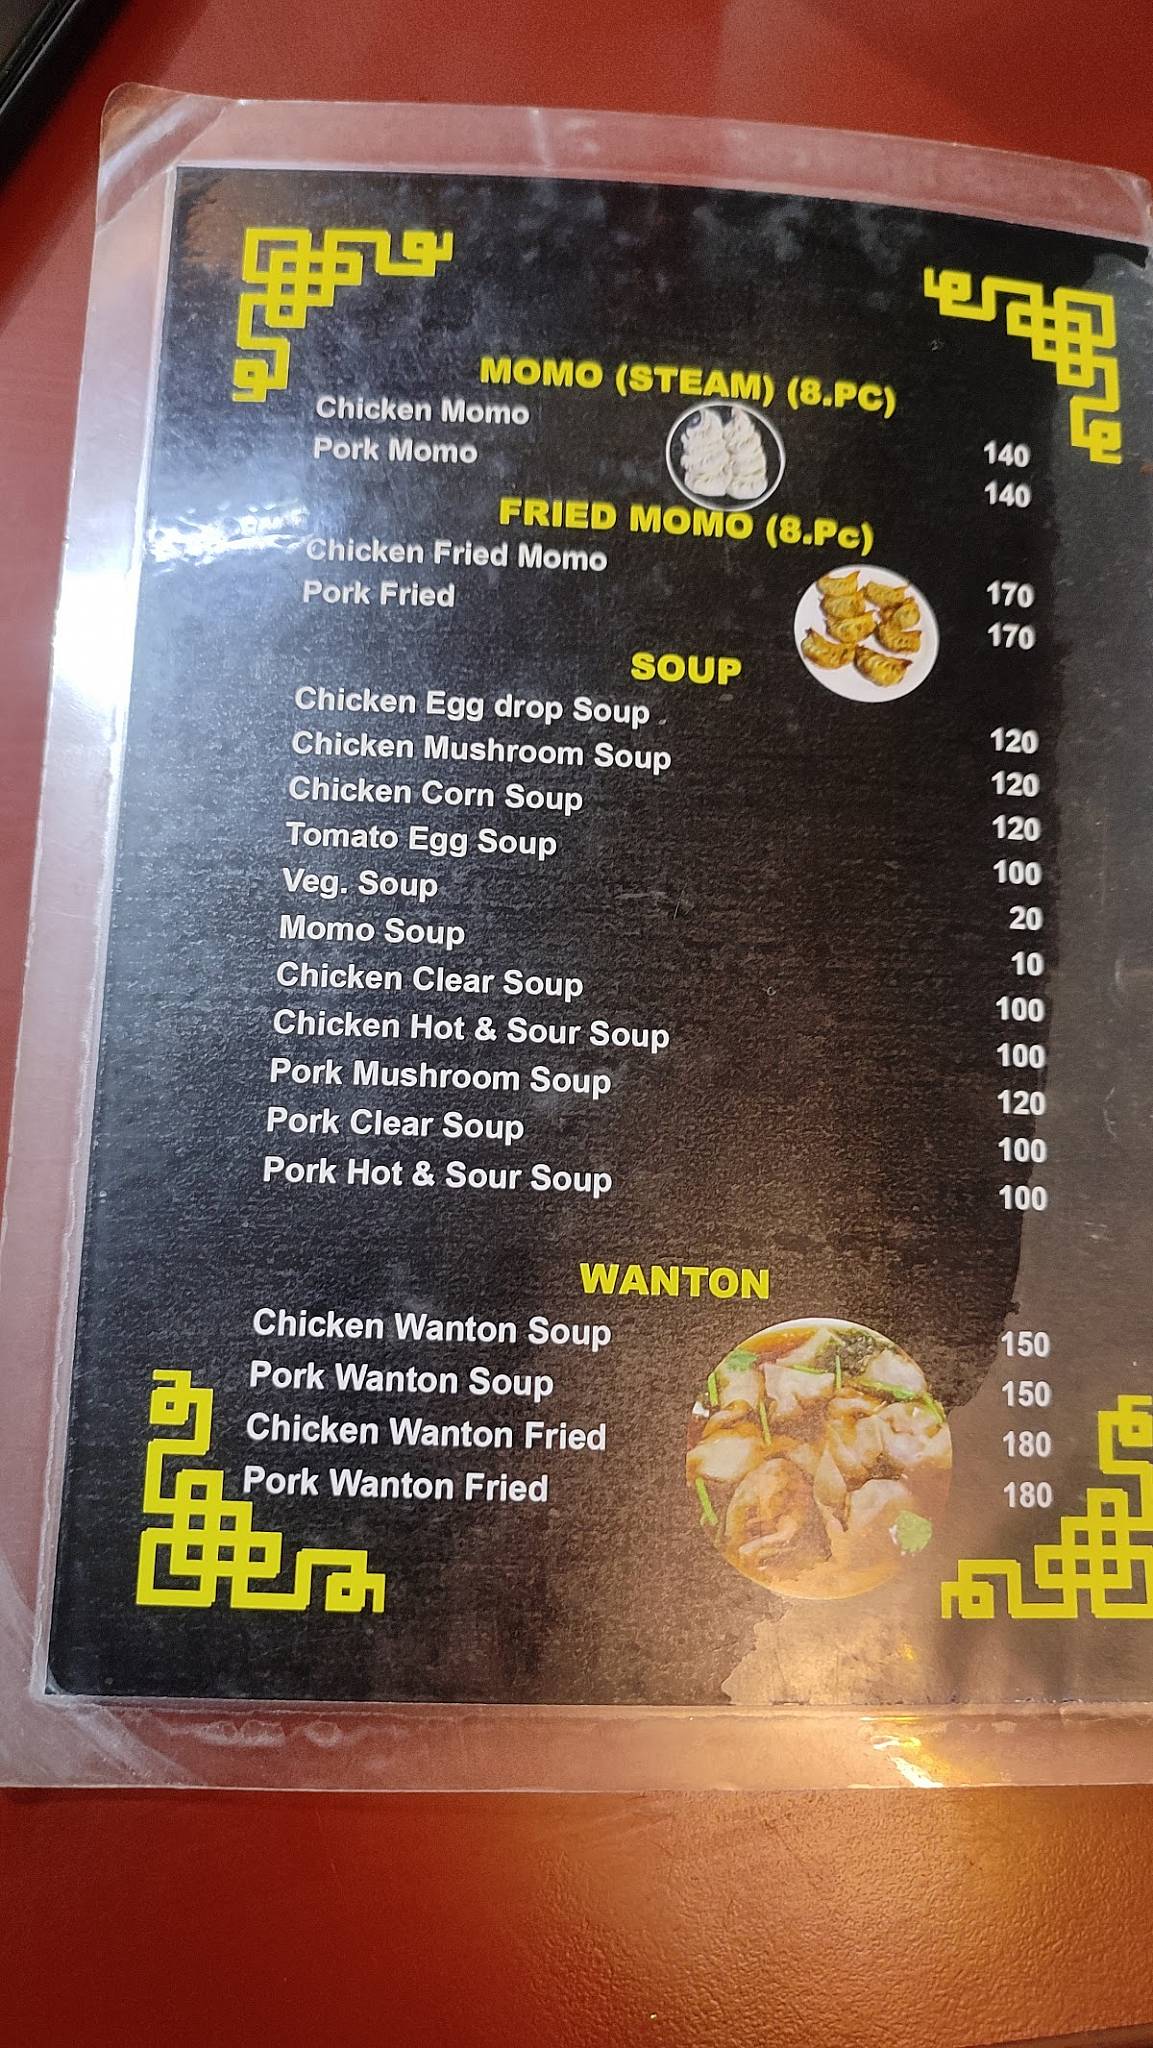 MOMO (STEAM) (8.PC)
Chicken Momo 140
Pork Momo 140
FRIED MOMO (8.Pc)
Chicken Fried Momo 170
Pork Fried 170
SOUP
Chicken Egg drop Soup 120
Chicken Mushroom Soup 120
Chicken Corn Soup 120
Tomato Egg Soup 100
Veg. Soup 20
Momo Soup 10
Chicken Clear Soup 100
Chicken Hot & Sour Soup 100
Pork Mushroom Soup 120
Pork Clear Soup 100
Pork Hot & Sour Soup 100
WANTON
Chicken Wanton Soup 150
Pork Wanton Soup 150
Chicken Wanton Fried 180
Pork Wanton Fried 180